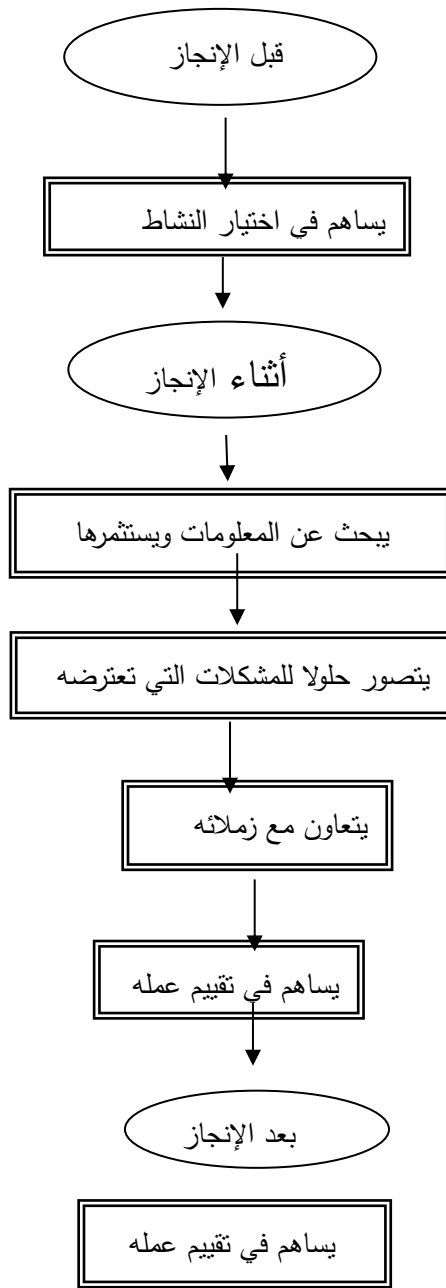 قبل الإنجاز
يساهم في اختيار النشاط
أثناء الإنجاز
يبحث عن المعلومات ويستثمرها
يتصور حلولا للمشكلات التي تعترضه
يتعاون مع زملائه
يساهم في تقييم عمله
بعد الإنجاز
يساهم في تقييم عمله